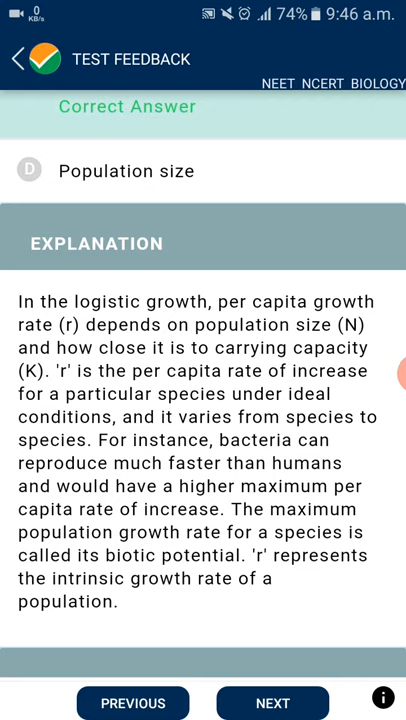 0
KB/s
74% 9:46 a.m.
TEST FEEDBACK
NEET NCERT BIOLOGY
Correct Answer
D Population size
EXPLANATION
In the logistic growth, per capita growth
rate (r) depends on population size (N)
and how close it is to carrying capacity
(K). 'r' is the per capita rate of increase
for a particular species under ideal
conditions, and it varies from species to
species. For instance, bacteria can
reproduce much faster than humans
and would have a higher maximum per
capita rate of increase. The maximum
population growth rate for a species is
called its biotic potential. 'r' represents
the intrinsic growth rate of a
population.
PREVIOUS NEXT i